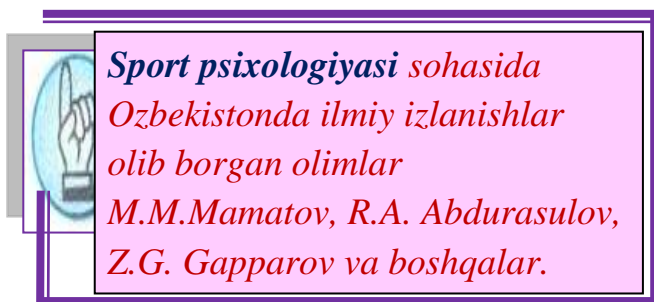 Sport psixologiyasi sohasida
Ozbekistonda ilmiy izlanishlar
olib borgan olimlar
M.M.Mamatov, R.A. Abdurasulov,
Z.G. Gapparov va boshqalar.